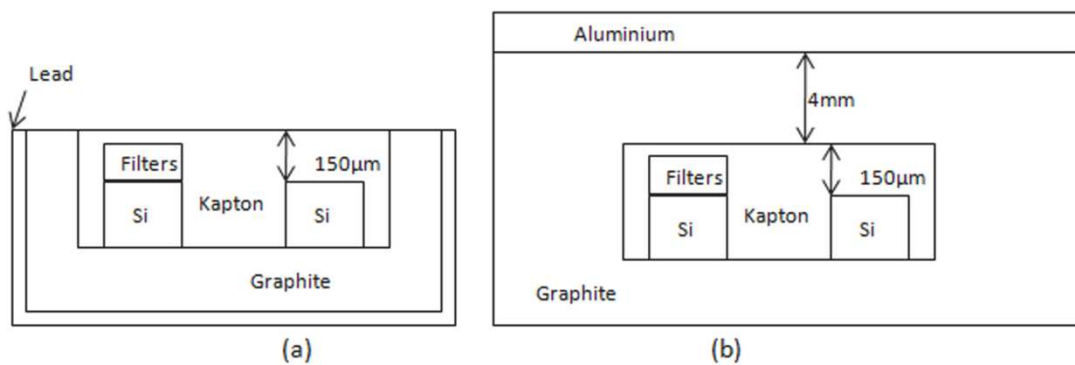 Lead
Filters
150µm
Si
Kapton
Si
Graphite
(a)
Aluminium
4mm
Filters
150µm
Si
Kapton
Si
Graphite
(b)